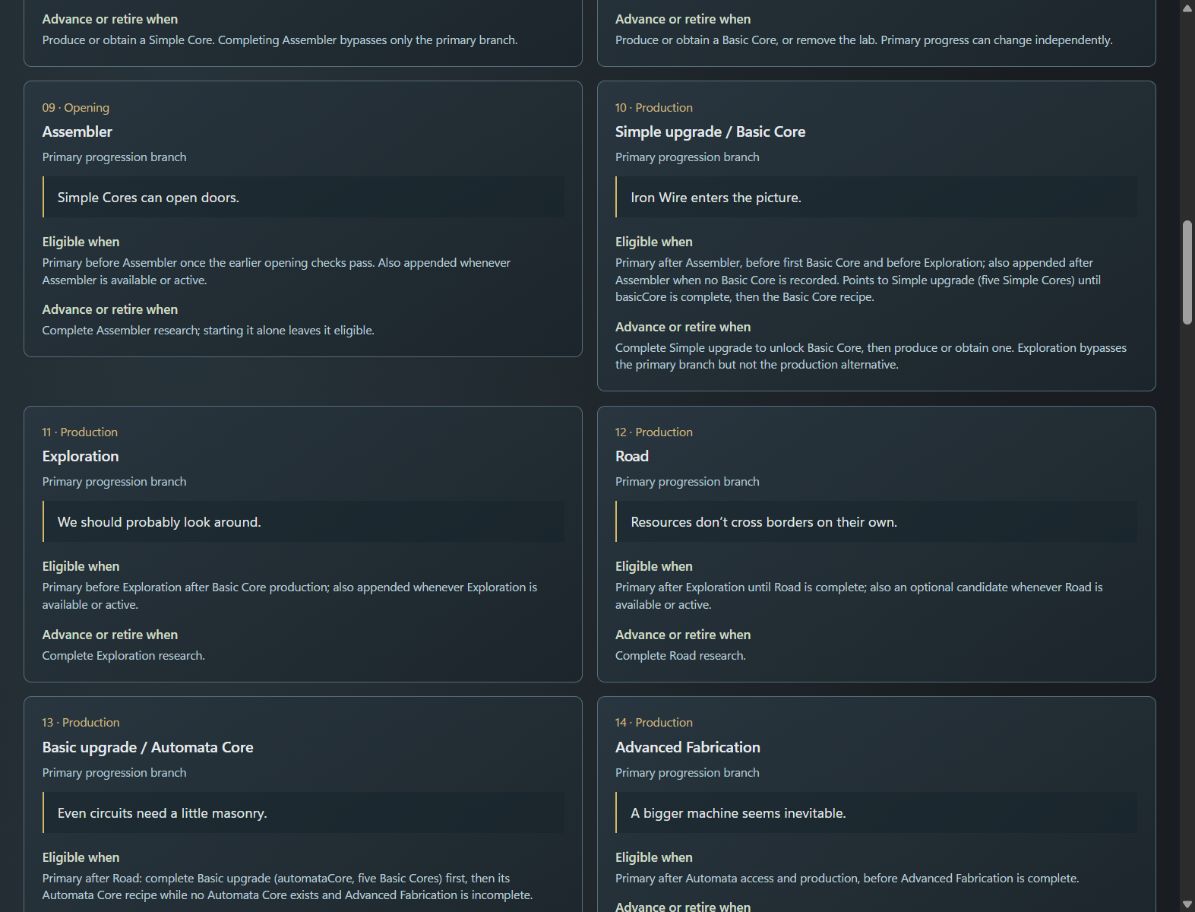 Advance or retire when
Produce or obtain a Simple Core. Completing Assembler bypasses only the primary branch.
Advance or retire when
Produce or obtain a Basic Core, or remove the lab. Primary progress can change independently.
09 · Opening
Assembler
Primary progression branch
Simple Cores can open doors.
Eligible when
Primary before Assembler once the earlier opening checks pass. Also appended whenever
Assembler is available or active.
Advance or retire when
Complete Assembler research; starting it alone leaves it eligible.
10 · Production
Simple upgrade / Basic Core
Primary progression branch
Iron Wire enters the picture.
Eligible when
Primary after Assembler, before first Basic Core and before Exploration; also appended after
Assembler when no Basic Core is recorded. Points to Simple upgrade (five Simple Cores) until
basicCore is complete, then the Basic Core recipe.
Advance or retire when
Complete Simple upgrade to unlock Basic Core, then produce or obtain one. Exploration bypasses
the primary branch but not the production alternative.
11 · Production
Exploration
Primary progression branch
We should probably look around.
Eligible when
Primary before Exploration after Basic Core production; also appended whenever Exploration is
available or active.
Advance or retire when
Complete Exploration research.
12 · Production
Road
Primary progression branch
Resources don’t cross borders on their own.
Eligible when
Primary after Exploration until Road is complete; also an optional candidate whenever Road is
available or active.
Advance or retire when
Complete Road research.
13 · Production
Basic upgrade / Automata Core
Primary progression branch
Even circuits need a little masonry.
Eligible when
Primary after Road: complete Basic upgrade (automataCore, five Basic Cores) first, then its
Automata Core recipe while no Automata Core exists and Advanced Fabrication is incomplete.
14 · Production
Advanced Fabrication
Primary progression branch
A bigger machine seems inevitable.
Eligible when
Primary after Automata access and production, before Advanced Fabrication is complete.
Advance or retire when